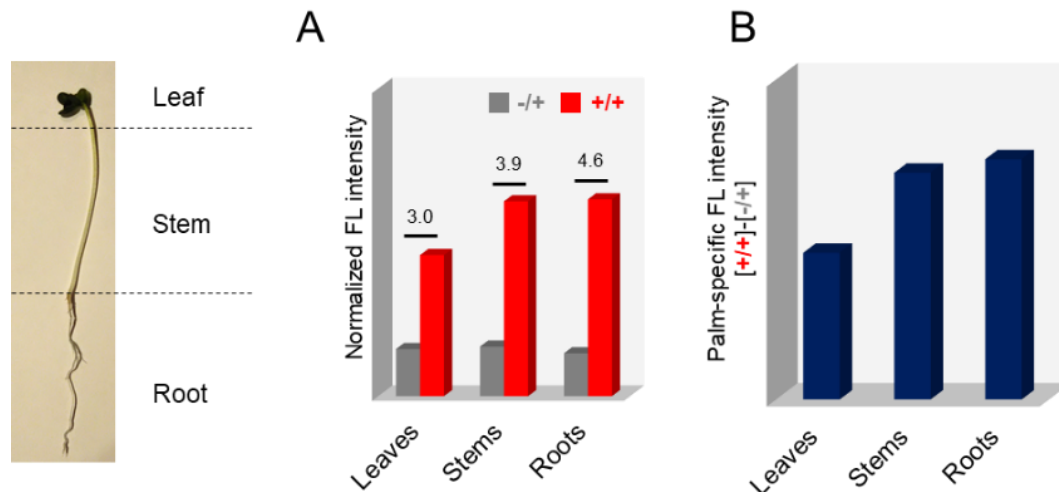 Leaf
Stem
Root
A
-/+ +/+
Normalized FL intensity
3.0
3.9
4.6
Leaves
Stems
Roots
B
Palm-specific FL intensity
[+/+]-[-/+]
Leaves
Stems
Roots